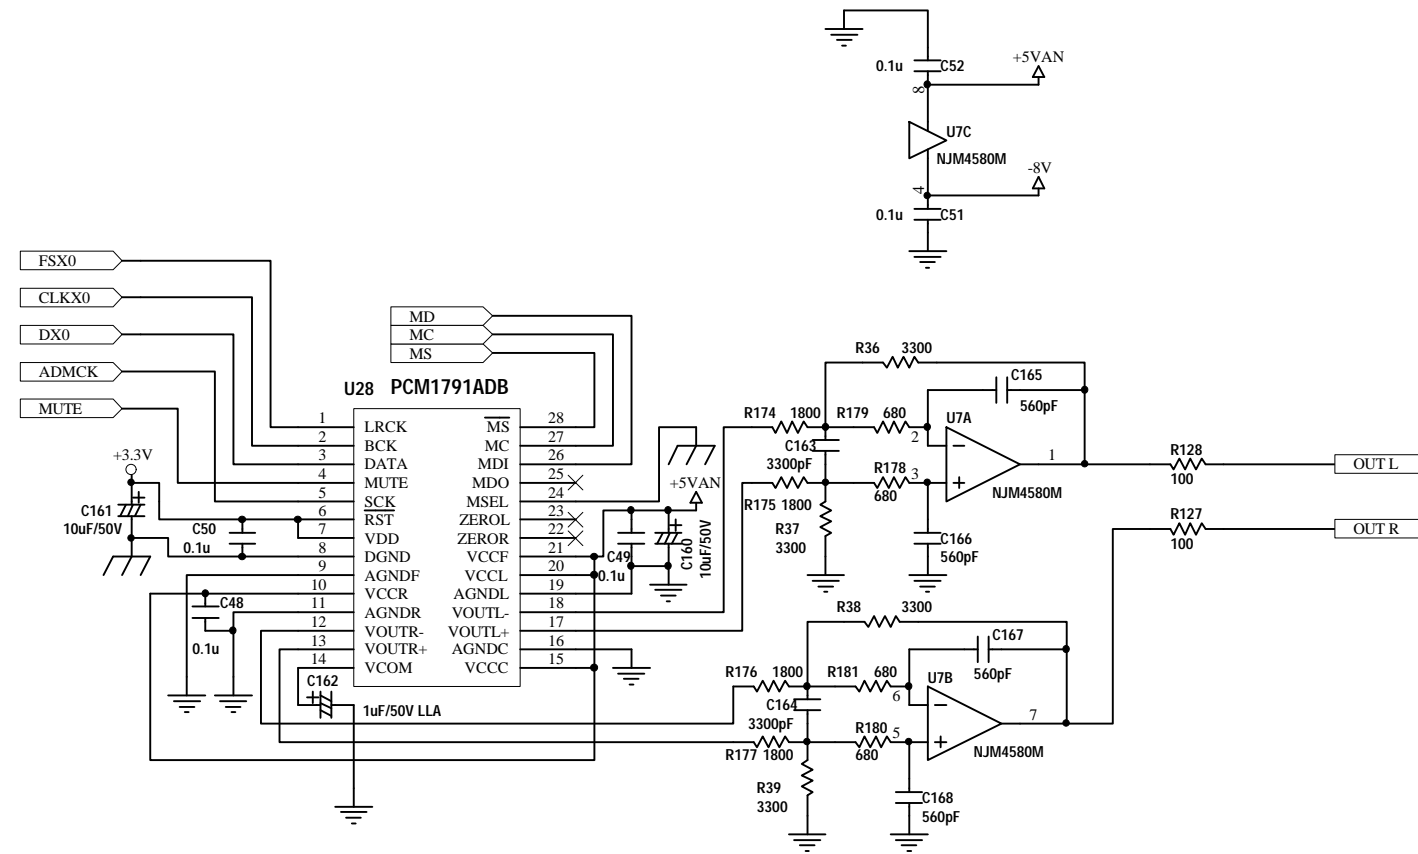 0.1u C52
+5VAN
8
U7C
NJM4580M
-8V
4
0.1u C51
FSX0
CLKX0
DX0
ADMCK
MUTE
MD
MC
MS
U28 PCM1791ADB
1 LRCK MS 28
2 BCK MC 27
3 DATA MDI 26
4 MUTE MDO 25
5 SCK MSEL 24
6 RST ZEROL 23
7 VDD ZEROR 22
8 DGND VCCF 21
9 AGNDF VCCL 20
10 VCCR AGNDL 19
11 AGNDR VOUTL- 18
12 VOUTR- VOUTL+ 17
13 VOUTR+ AGNDC 16
14 VCOM VCCC 15
+3.3V
C161
10uF/50V
C50
0.1u
C48
0.1u
C162
1uF/50V LLA
+5VAN
C49
0.1u
C160
10uF/50V
R36 3300
C165
560pF
R174 1800 R179 680
2
U7A
C163
3300pF
R178
680
3
1
NJM4580M
R175 1800
R37
3300
C166
560pF
R128
100
OUT L
R127
100
OUT R
R38 3300
C167
560pF
R176 1800 R181 680
6
U7B
C164
3300pF
R180
680
5
7
NJM4580M
R177 1800
R39
3300
C168
560pF